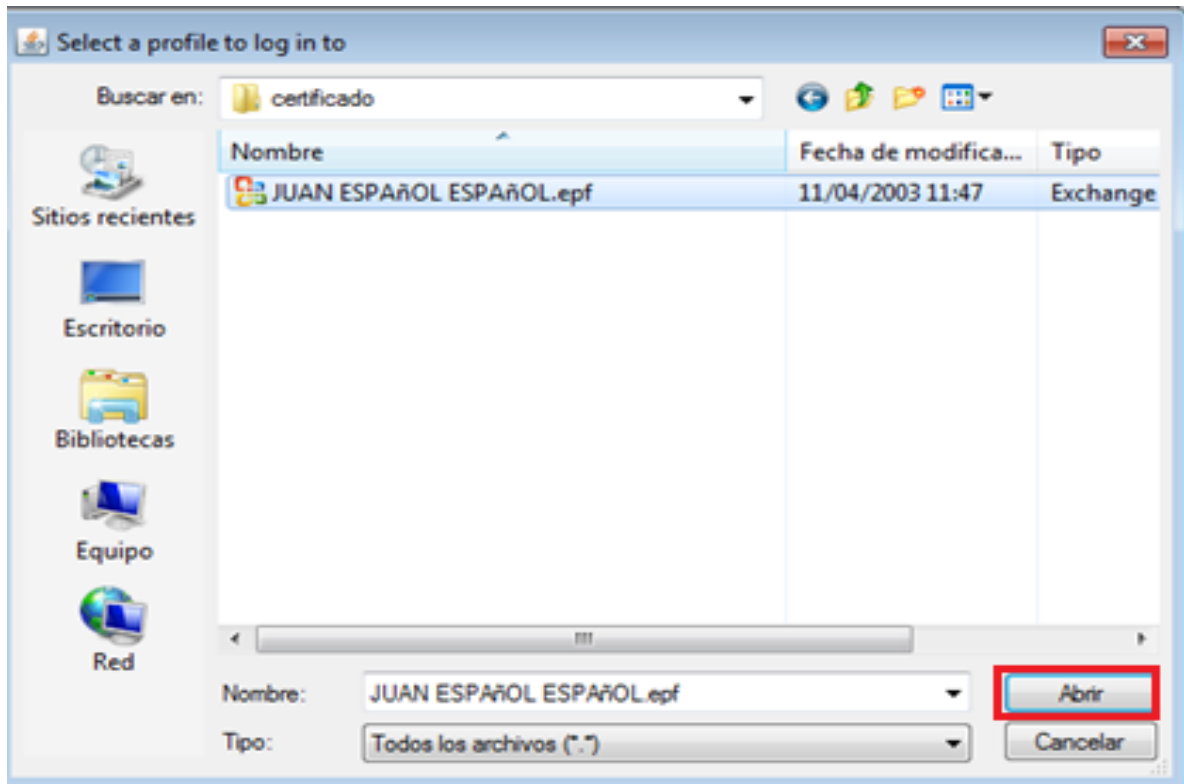 Select a profile to log in to
Buscar en: certificado
Nombre Fecha de modifica... Tipo
JUAN ESPAñOL ESPAñOL.epf 11/04/2003 11:47 Exchange
Sitios recientes
Escritorio
Bibliotecas
Equipo
Red
Nombre: JUAN ESPAñOL ESPAñOL.epf Abrir
Tipo: Todos los archivos (*.*) Cancelar